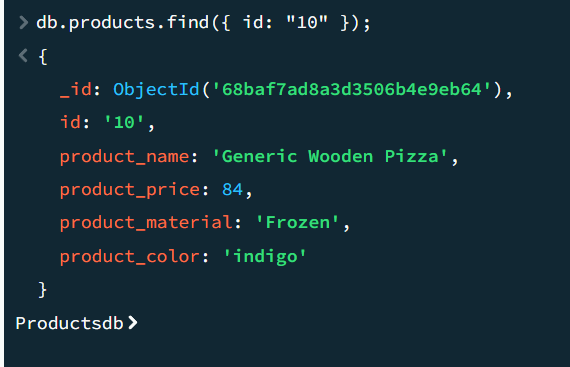 > db.products.find({ id: "10" });
< {
_id: ObjectId('68baf7ad8a3d3506b4e9eb64'),
id: '10',
product_name: 'Generic Wooden Pizza',
product_price: 84,
product_material: 'Frozen',
product_color: 'indigo'
}
Productsdb>